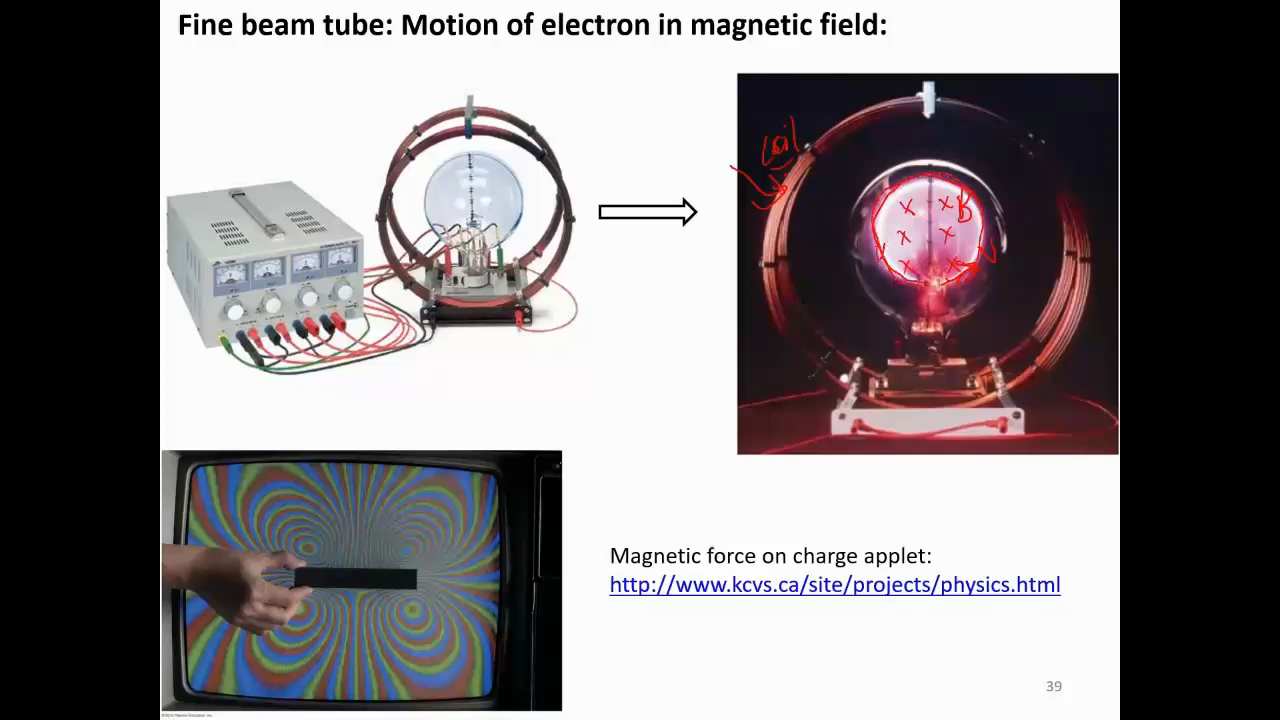 Fine beam tube: Motion of electron in magnetic field:
coil
x x B
x x
x x v
Magnetic force on charge applet:
http://www.kcvs.ca/site/projects/physics.html
39